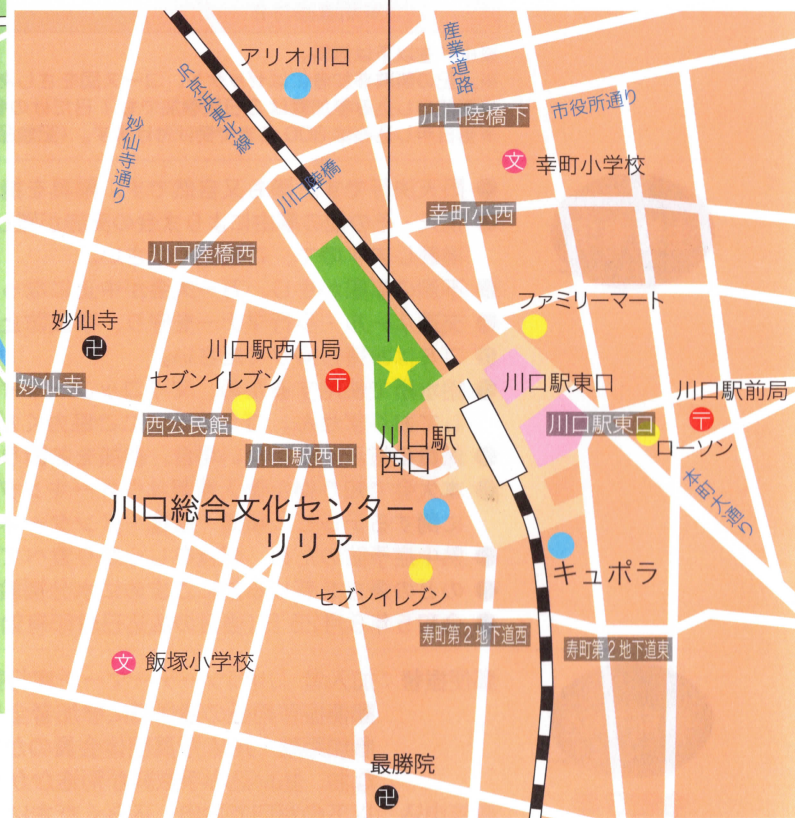 アリオ川口
産業道路
JR京浜東北線
川口陸橋下
市役所通り
妙仙寺通り
文
幸町小学校
川口陸橋
幸町小西
川口陸橋西
ファミリーマート
妙仙寺
卍
川口駅西口局
〒
セブンイレブン
妙仙寺
川口駅東口
川口駅前局
〒
西公民館
川口駅東口
川口駅
西口
ローソン
川口駅西口
本町大通り
川口総合文化センター
リリア
キュポラ
セブンイレブン
寿町第2地下道西
寿町第2地下道東
文
飯塚小学校
最勝院
卍